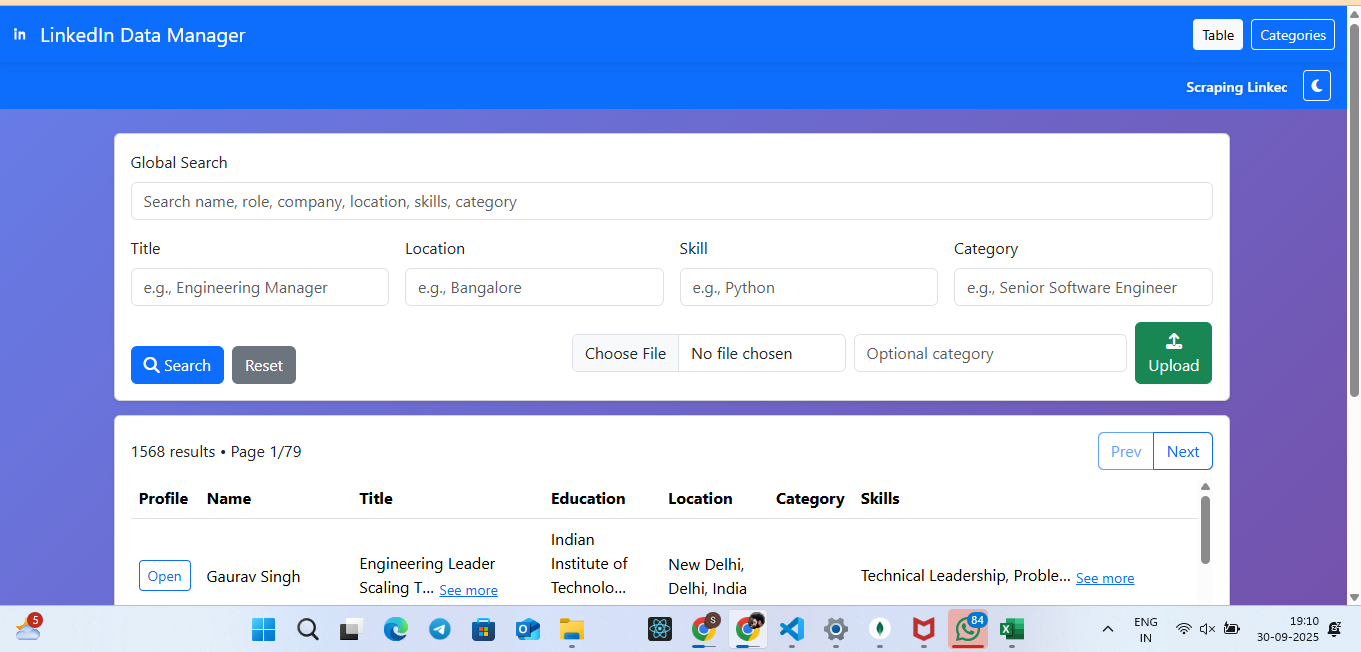 in LinkedIn Data Manager Table Categories
Scraping Linked
Global Search
Search name, role, company, location, skills, category
Title Location Skill Category
e.g., Engineering Manager e.g., Bangalore e.g., Python e.g., Senior Software Engineer
Search Reset Choose File No file chosen Optional category Upload
1568 results • Page 1/79 Prev Next
Profile Name Title Education Location Category Skills
Open Gaurav Singh
Engineering Leader
Scaling T... See more
Indian
Institute of
Technolo...
New Delhi,
Delhi, India
Technical Leadership, Proble... See more
5
S
84
ENG
IN
19:10
30-09-2025